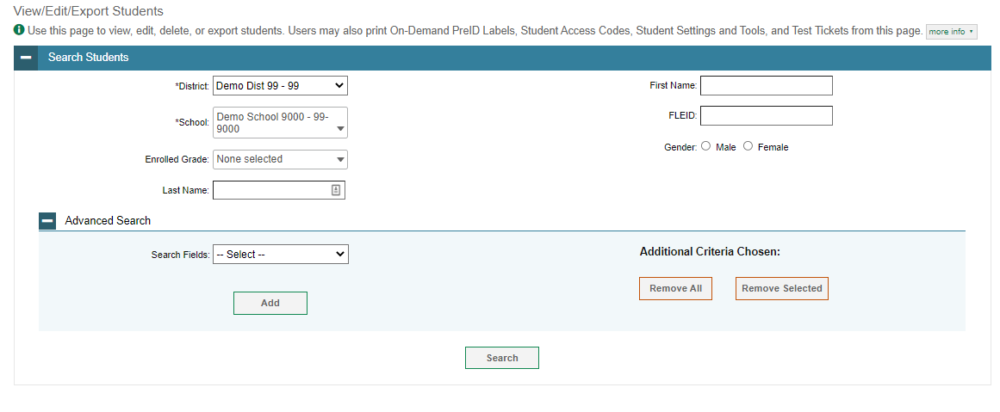 View/Edit/Export Students
Use this page to view, edit, delete, or export students. Users may also print On-Demand PreID Labels, Student Access Codes, Student Settings and Tools, and Test Tickets from this page. more info
Search Students
*District: Demo Dist 99 - 99
First Name:
*School: Demo School 9000 - 99-
9000
FLEID:
Gender: Male Female
Enrolled Grade: None selected
Last Name:
Advanced Search
Search Fields: -- Select --
Additional Criteria Chosen:
Remove All Remove Selected
Add
Search